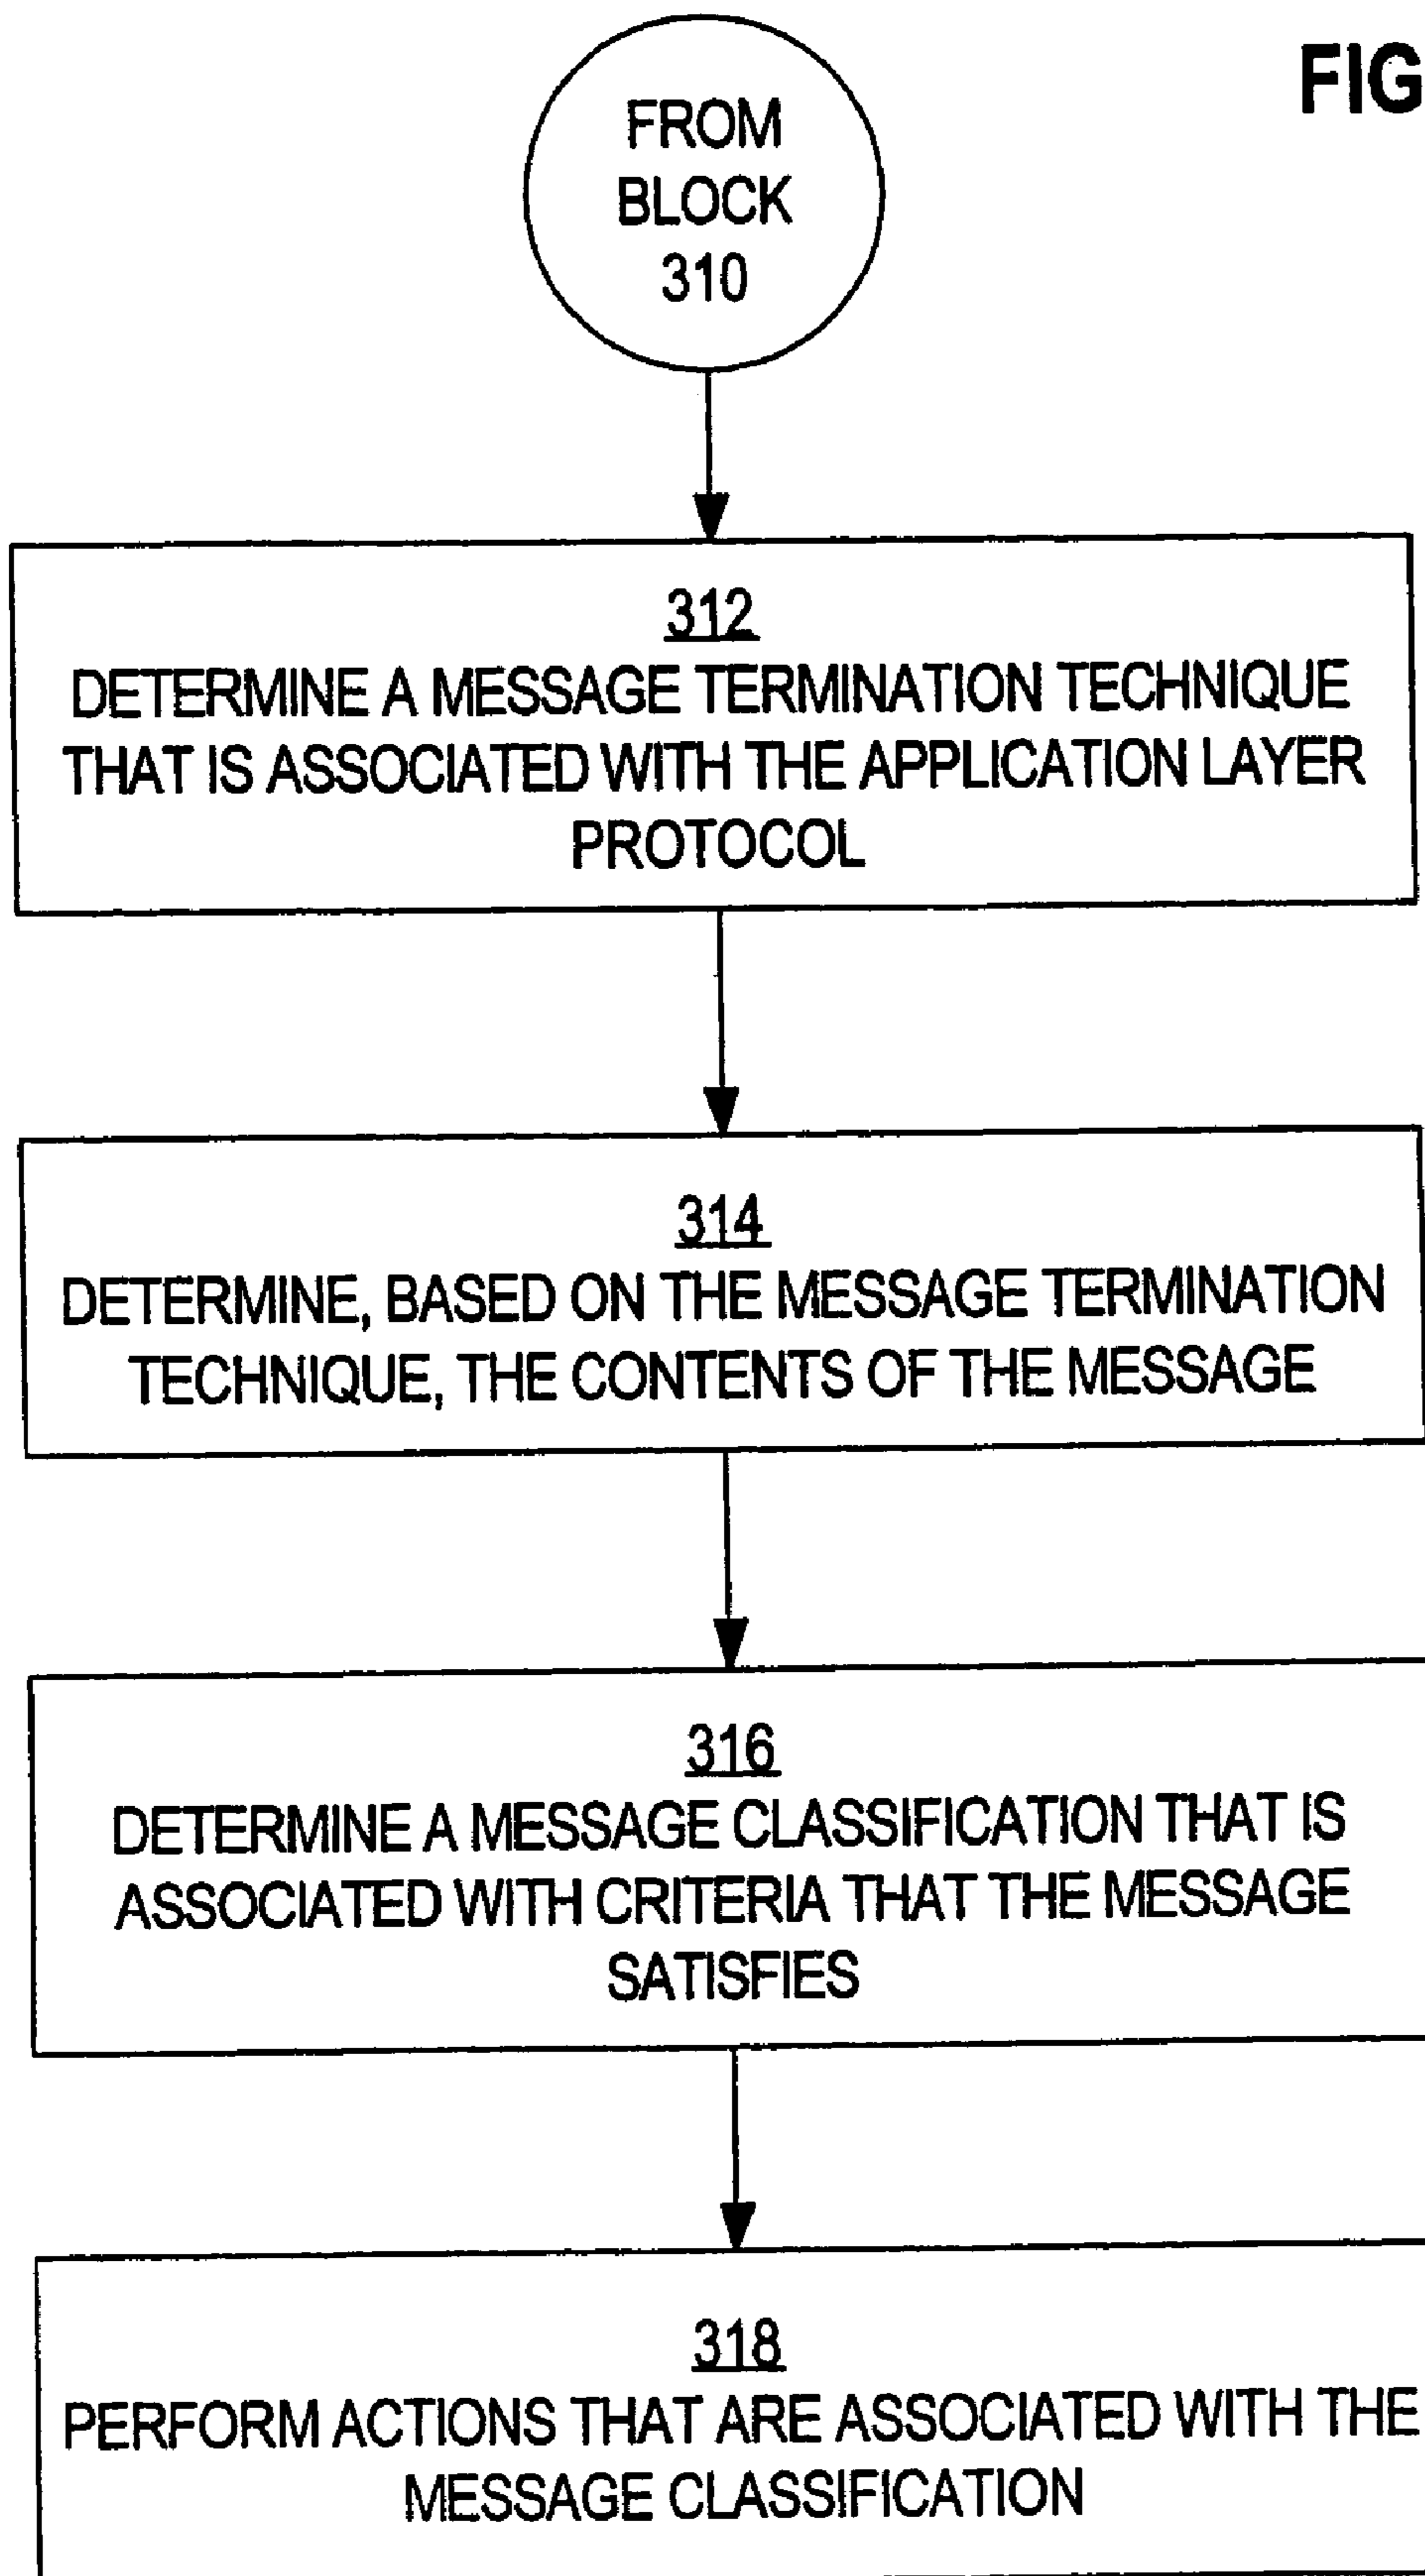 FIG
FROM
BLOCK
310
312
DETERMINE A MESSAGE TERMINATION TECHNIQUE
THAT IS ASSOCIATED WITH THE APPLICATION LAYER
PROTOCOL
314
DETERMINE, BASED ON THE MESSAGE TERMINATION
TECHNIQUE, THE CONTENTS OF THE MESSAGE
316
DETERMINE A MESSAGE CLASSIFICATION THAT IS
ASSOCIATED WITH CRITERIA THAT THE MESSAGE
SATISFIES
318
PERFORM ACTIONS THAT ARE ASSOCIATED WITH THE
MESSAGE CLASSIFICATION